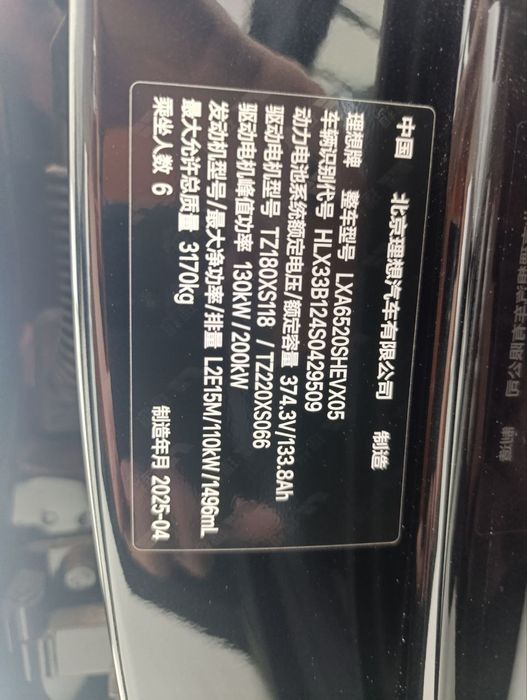 中国 北京理想汽车有限公司 制造
理想牌 整车型号 LXA6520SHEVX05
车辆识别代号 HLX33B124S0429509
动力电池系统额定电压/额定容量 374.3V/133.8Ah
驱动电机型号 TZ180XS118 / TZ220XS066
驱动电机峰值功率 130kW/200kW
发动机型号/最大净功率/排量 L2E15M/110kW/1496mL
最大允许总质量 3170kg
乘坐人数 6 制造年月 2025-04